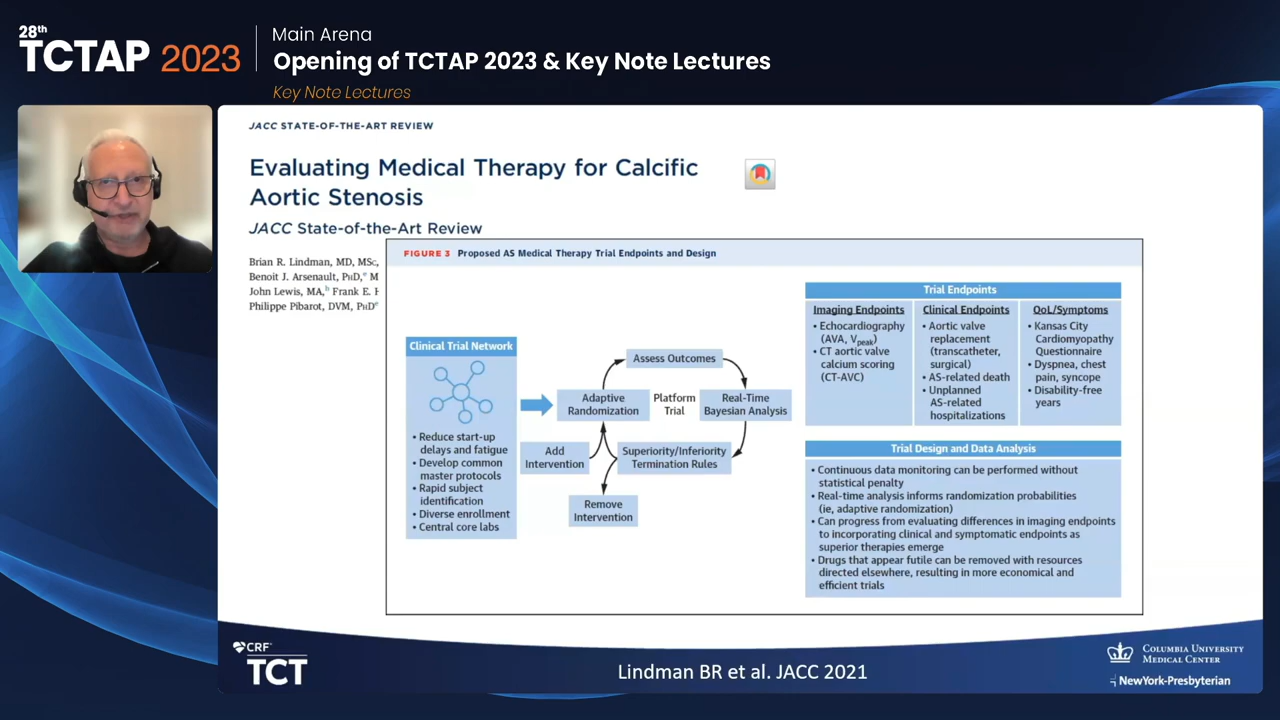 28th
TCTAP 2023
Main Arena
Opening of TCTAP 2023 & Key Note Lectures
Key Note Lectures
JACC STATE-OF-THE-ART REVIEW
Evaluating Medical Therapy for Calcific
Aortic Stenosis
JACC State-of-the-Art Review
Brian R. Lindman, MD, MSc,
Benoit J. Arsenault, PhD,
John Lewis, MA,h Frank E.
Philippe Pibarot, DVM, PhD
FIGURE 3 Proposed AS Medical Therapy Trial Endpoints and Design
Clinical Trial Network
• Reduce start-up
delays and fatigue
• Develop common
master protocols
• Rapid subject
identification
• Diverse enrollment
• Central core labs
Assess Outcomes
Adaptive
Randomization
Platform
Trial
Real-Time
Bayesian Analysis
Add
Intervention
Superiority/Inferiority
Termination Rules
Remove
Intervention
Trial Endpoints
Imaging Endpoints
• Echocardiography
(AVA, Vpeak)
• CT aortic valve
calcium scoring
(CT-AVC)
Clinical Endpoints
• Aortic valve
replacement
(transcatheter,
surgical)
• AS-related death
• Unplanned
AS-related
hospitalizations
QoL/Symptoms
• Kansas City
Cardiomyopathy
Questionnaire
• Dyspnea, chest
pain, syncope
• Disability-free
years
Trial Design and Data Analysis
• Continuous data monitoring can be performed without
statistical penalty
• Real-time analysis informs randomization probabilities
(ie, adaptive randomization)
• Can progress from evaluating differences in imaging endpoints
to incorporating clinical and symptomatic endpoints as
superior therapies emerge
• Drugs that appear futile can be removed with resources
directed elsewhere, resulting in more economical and
efficient trials
CRF
TCT
Lindman BR et al. JACC 2021
COLUMBIA UNIVERSITY
MEDICAL CENTER
NewYork-Presbyterian